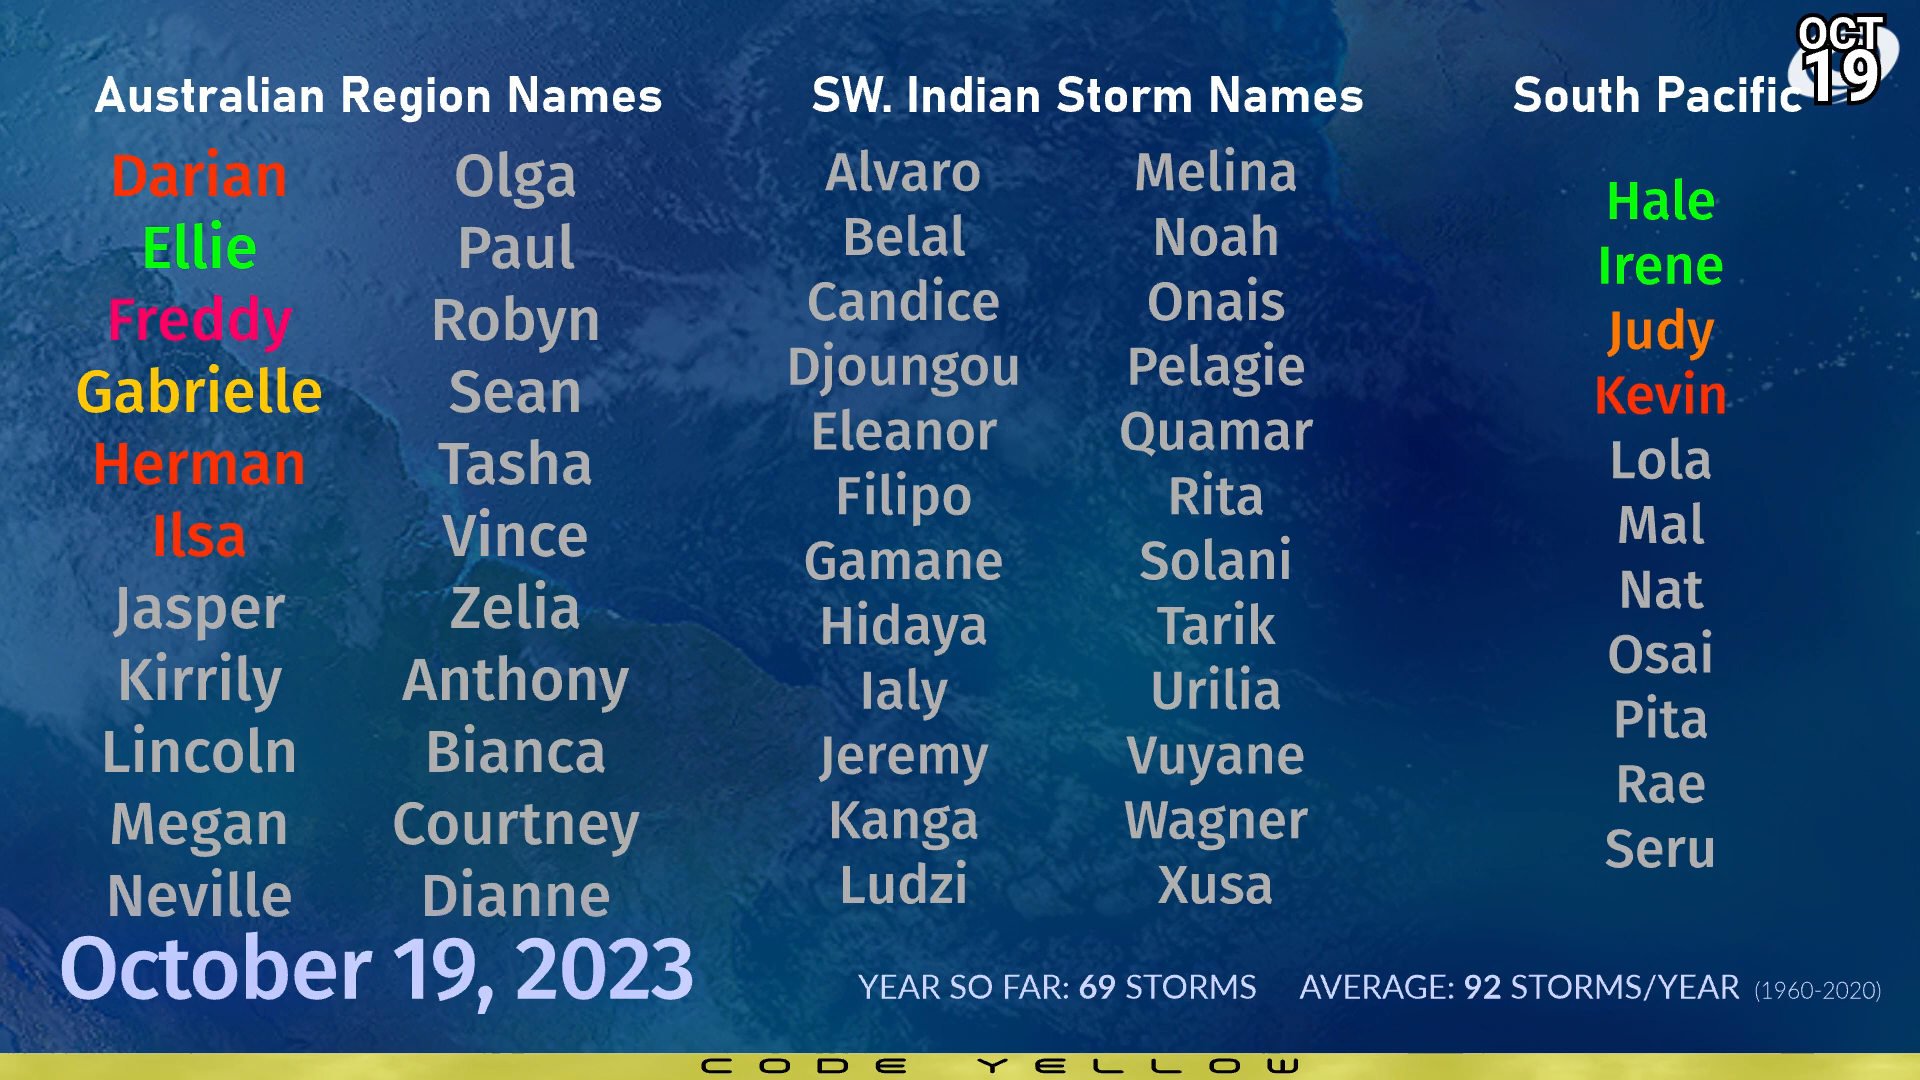 OCT
19
Australian Region Names
Darian
Ellie
Freddy
Gabrielle
Herman
Ilsa
Jasper
Kirrily
Lincoln
Megan
Neville
Olga
Paul
Robyn
Sean
Tasha
Vince
Zelia
Anthony
Bianca
Courtney
Dianne
SW. Indian Storm Names
Alvaro
Belal
Candice
Djoungou
Eleanor
Filipo
Gamane
Hidaya
Ialy
Jeremy
Kanga
Ludzi
Melina
Noah
Onais
Pelagie
Quamar
Rita
Solani
Tarik
Urilia
Vuyane
Wagner
Xusa
South Pacific
Hale
Irene
Judy
Kevin
Lola
Mal
Nat
Osai
Pita
Rae
Seru
October 19, 2023
YEAR SO FAR: 69 STORMS
AVERAGE: 92 STORMS/YEAR (1960-2020)
CODE YELLOW